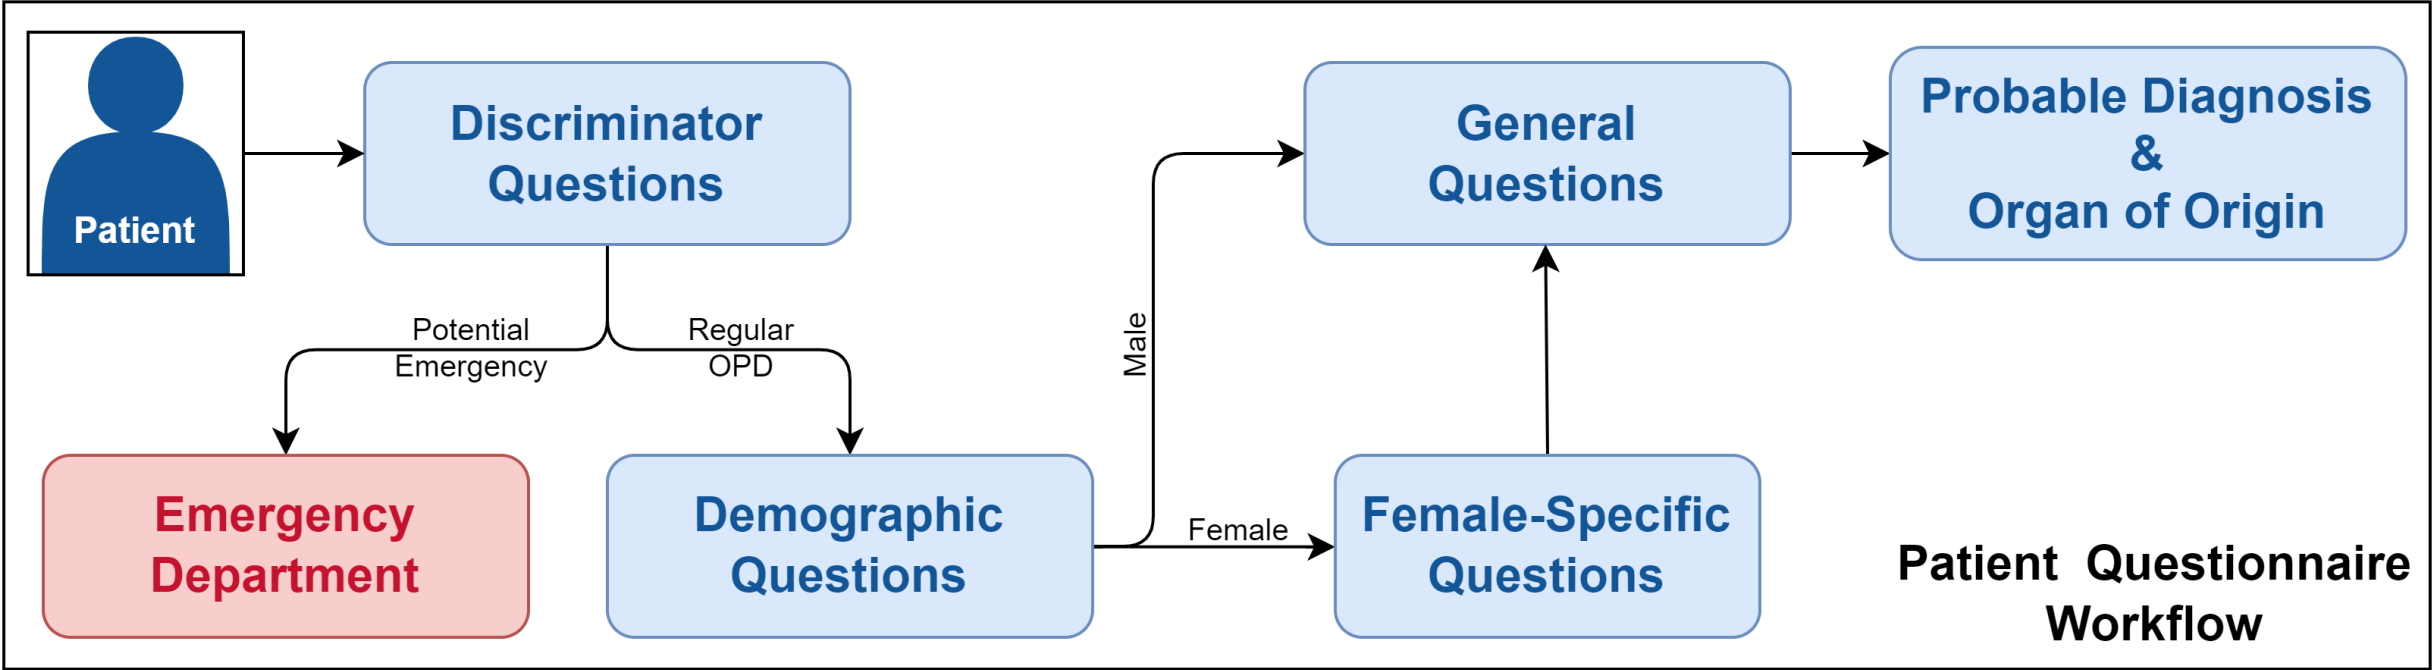 Patient
Discriminator
Questions
Potential
Emergency
Regular
OPD
Emergency
Department
Demographic
Questions
Male
Female
General
Questions
Female-Specific
Questions
Probable Diagnosis
&
Organ of Origin
Patient Questionnaire
Workflow